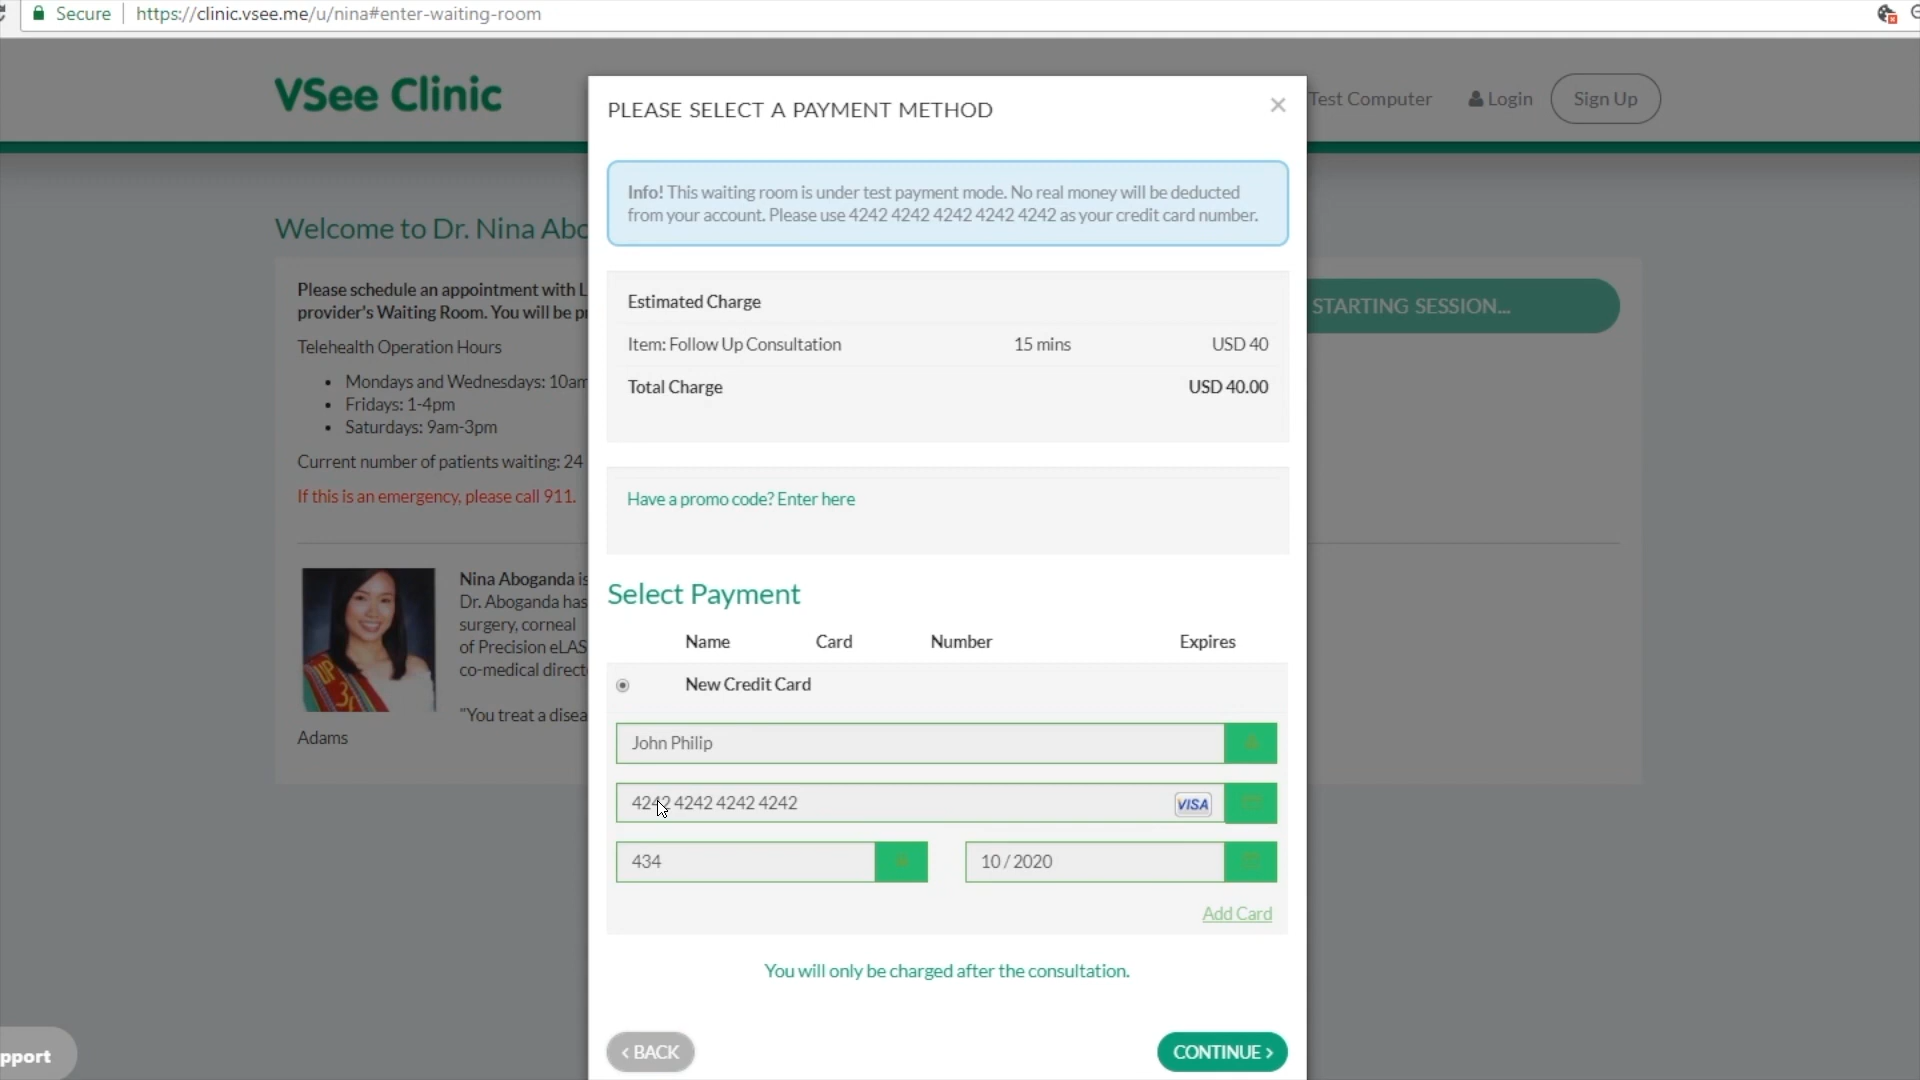 Secure https://clinic.vsee.me/u/nina#enter-waiting-room
VSee Clinic
Test Computer
Login
Sign Up
Welcome to Dr. Nina Abo
Please schedule an appointment with L
provider's Waiting Room. You will be pr
Telehealth Operation Hours
• Mondays and Wednesdays: 10am
• Fridays: 1-4pm
• Saturdays: 9am-3pm
Current number of patients waiting: 24
If this is an emergency, please call 911.
Nina Aboganda is
Dr. Aboganda has
surgery, corneal
of Precision eLAS
co-medical direct
"You treat a disea
Adams
STARTING SESSION...
PLEASE SELECT A PAYMENT METHOD
×
Info! This waiting room is under test payment mode. No real money will be deducted
from your account. Please use 4242 4242 4242 4242 4242 as your credit card number.
Estimated Charge
Item: Follow Up Consultation 15 mins USD 40
Total Charge USD 40.00
Have a promo code? Enter here
Select Payment
Name Card Number Expires
New Credit Card
John Philip
4242 4242 4242 4242 VISA
434 10 / 2020
Add Card
You will only be charged after the consultation.
< BACK
CONTINUE >
pport